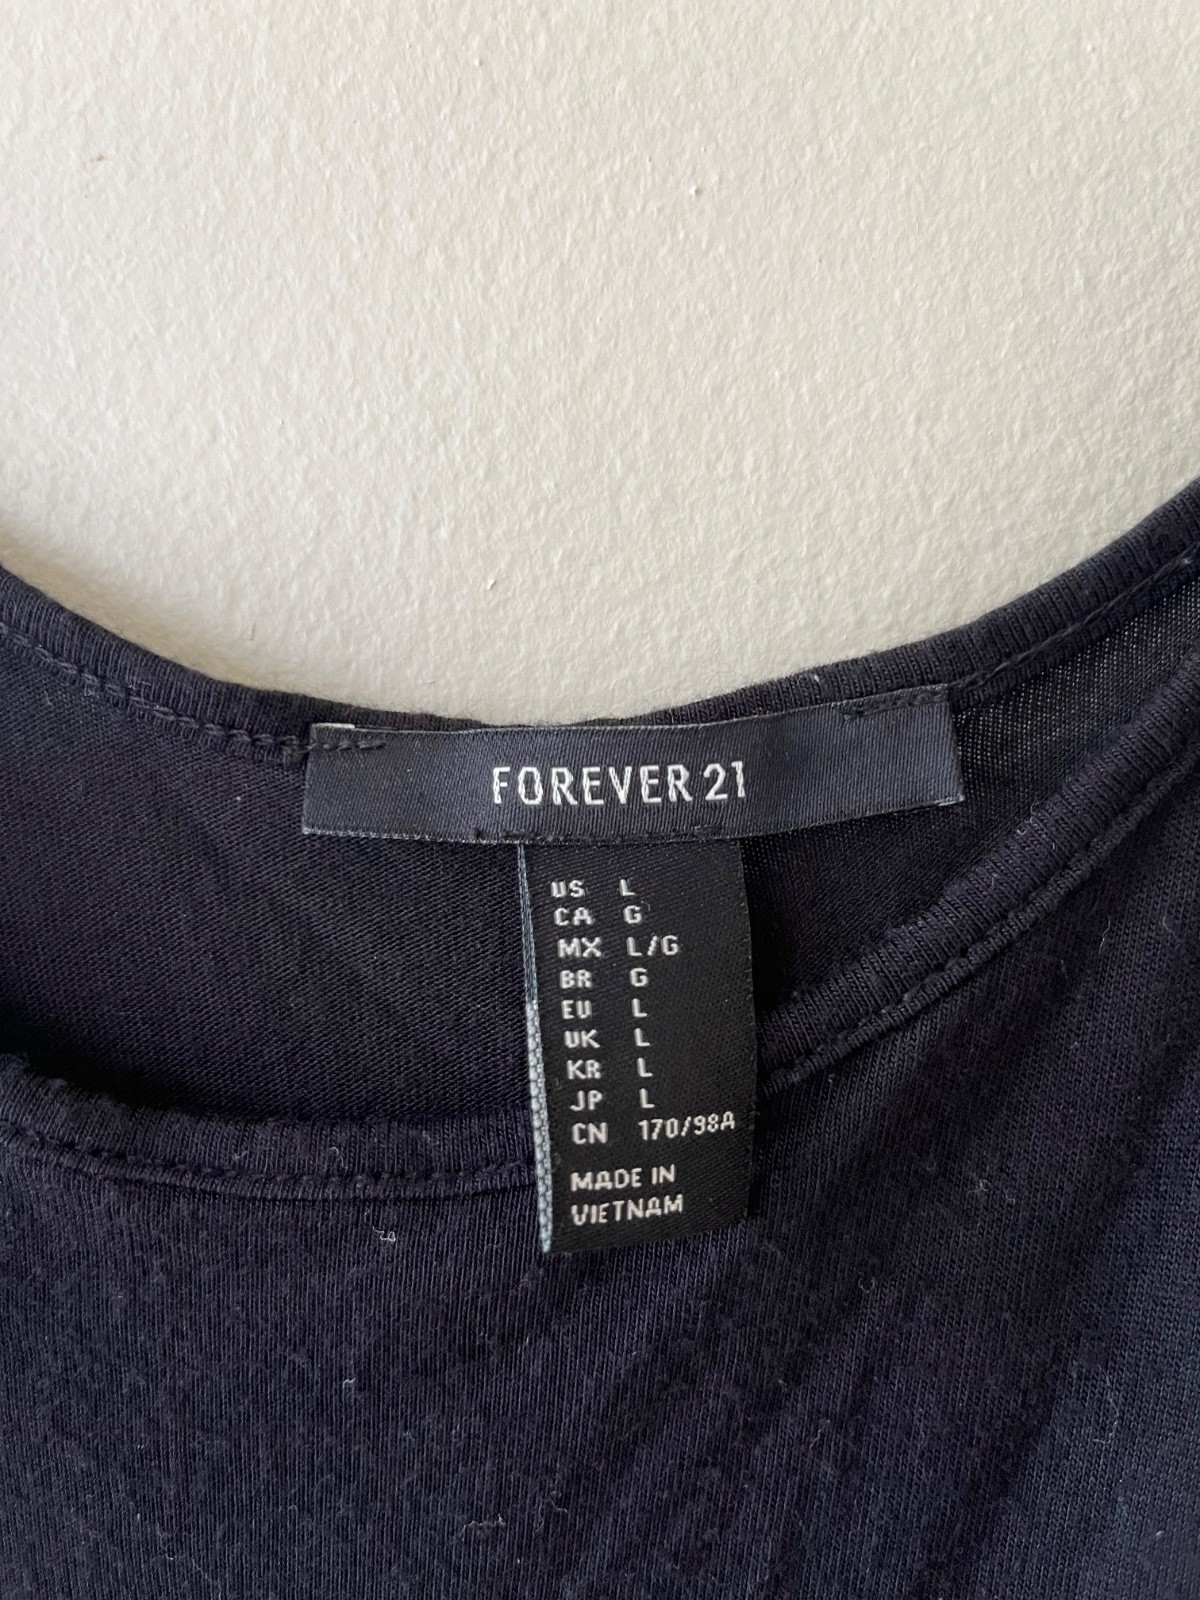 FOREVER 21
US L
CA G
MX L/G
BR G
EU L
UK L
KR L
JP L
CN 170/98A
MADE IN
VIETNAM